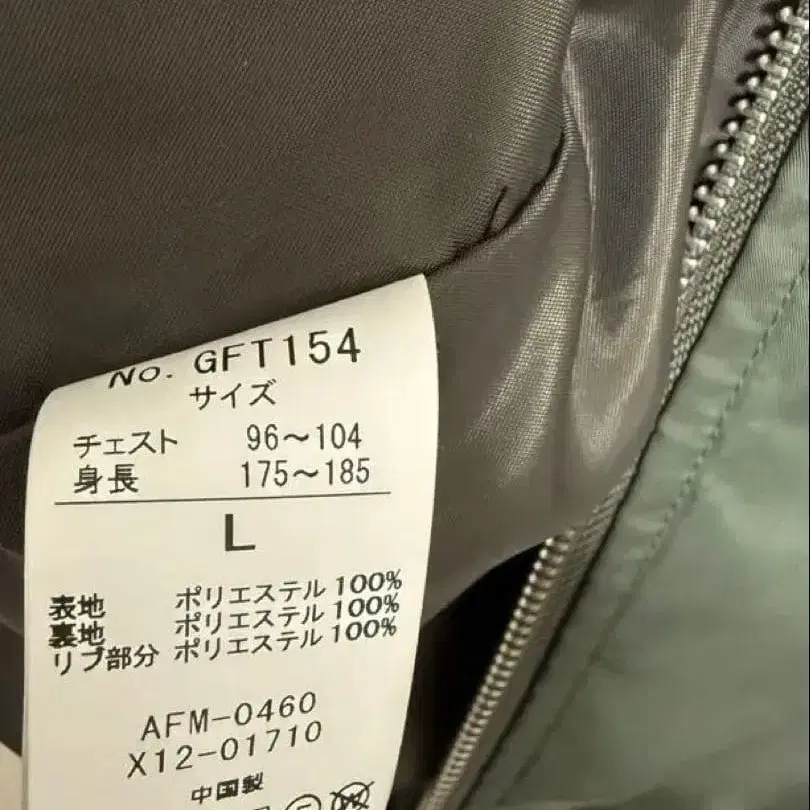 No. GFT154
サイズ
チェスト 96～104
身長 175～185
L
表地 ポリエステル 100%
裏地 ポリエステル 100%
リブ部分 ポリエステル 100%
AFM-0460
X12-01710
中国製